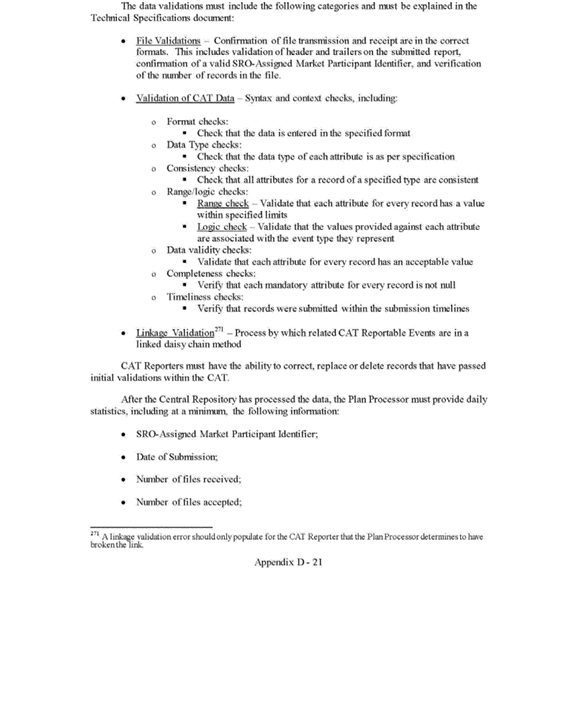 The data validations must include the following categories and must be explained in the
Technical Specifications document:
• File Validations – Confirmation of file transmission and receipt are in the correct
formats. This includes validation of header and trailers on the submitted report,
confirmation of a valid SRO-Assigned Market Participant Identifier, and verification
of the number of records in the file.
• Validation of CAT Data – Syntax and context checks, including:
o Format checks:
▪ Check that the data is entered in the specified format
o Data Type checks:
▪ Check that the data type of each attribute is as per specification
o Consistency checks:
▪ Check that all attributes for a record of a specified type are consistent
o Range/logic checks:
▪ Range check – Validate that each attribute for every record has a value
within specified limits
▪ Logic check – Validate that the values provided against each attribute
are associated with the event type they represent
o Data validity checks:
▪ Validate that each attribute for every record has an acceptable value
o Completeness checks:
▪ Verify that each mandatory attribute for every record is not null
o Timeliness checks:
▪ Verify that records were submitted within the submission timelines
• Linkage Validation271 – Process by which related CAT Reportable Events are in a
linked daisy chain method
CAT Reporters must have the ability to correct, replace or delete records that have passed
initial validations within the CAT.
After the Central Repository has processed the data, the Plan Processor must provide daily
statistics, including at a minimum, the following information:
• SRO-Assigned Market Participant Identifier;
• Date of Submission;
• Number of files received;
• Number of files accepted;
271 A linkage validation error should only populate for the CAT Reporter that the Plan Processor determines to have
broken the link.
Appendix D - 21